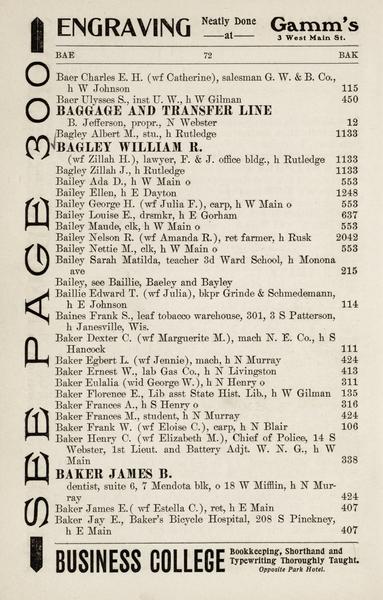 ENGRAVING Neatly Done —at— Gamm's
3 West Main St.
BAE 72 BAK
Baer Charles E. H. (wf Catherine), salesman G. W. & B. Co.,
h W Johnson 115
Baer Ulysses S., inst U. W., h W Gilman 450
BAGGAGE AND TRANSFER LINE
B. Jefferson, propr., N Webster 12
Bagley Albert M., stu., h Rutledge 1133
BAGLEY WILLIAM R.
(wf Zillah H.), lawyer, F. & J. office bldg., h Rutledge 1133
Bagley Zillah J., h Rutledge 1133
Bailey Ada D., h W Main o 553
Bailey Ellen, h E Dayton 1248
Bailey George H. (wf Julia F.), carp, h W Main o 553
Bailey Louise E., drsmkr, h E Gorham 637
Bailey Maude, clk, h W Main o 553
Bailey Nelson R. (wf Amanda R.), ret farmer, h Rusk 2042
Bailey Nettie M., clk, h W Main o 553
Bailey Sarah Matilda, teacher 3d Ward School, h Monona
ave 215
Bailey, see Baillie, Baeley and Bayley
Baillie Edward T. (wf Julia), bkpr Grinde & Schmedemann,
h E Johnson 114
Baines Frank S., leaf tobacco warehouse, 301, 3 S Patterson,
h Janesville, Wis.
Baker Dexter C. (wf Marguerite M.), mach N. E. Co., h S
Hancock 111
Baker Egbert L. (wf Jennie), mach, h N Murray 424
Baker Ernest W., lab Gas Co., h N Livingston 413
Baker Eulalia (wid George W.), h N Henry o 311
Baker Florence E., Lib asst State Hist. Lib., h W Gilman 135
Baker Frances A., h S Henry o 316
Baker Frances M., student, h N Murray 424
Baker Frank W. (wf Eloise C.), carp, h N Blair 106
Baker Henry C. (wf Elizabeth M.), Chief of Police, 14 S
Webster, 1st Lieut. and Battery Adjt. W. N. G., h W
Main 338
BAKER JAMES B.
dentist, suite 6, 7 Mendota blk, o 18 W Mifflin, h N Mur-
ray 424
Baker James E.( wf Estella C.), ret, h E Main 407
Baker Jay E., Baker's Bicycle Hospital, 208 S Pinckney,
h E Main 407
SEE PAGE 300
BUSINESS COLLEGE Bookkeeping, Shorthand and
Typewriting Thoroughly Taught.
Opposite Park Hotel.